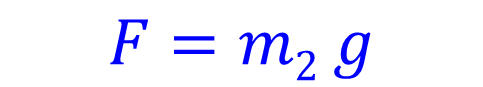 F = m₂ g